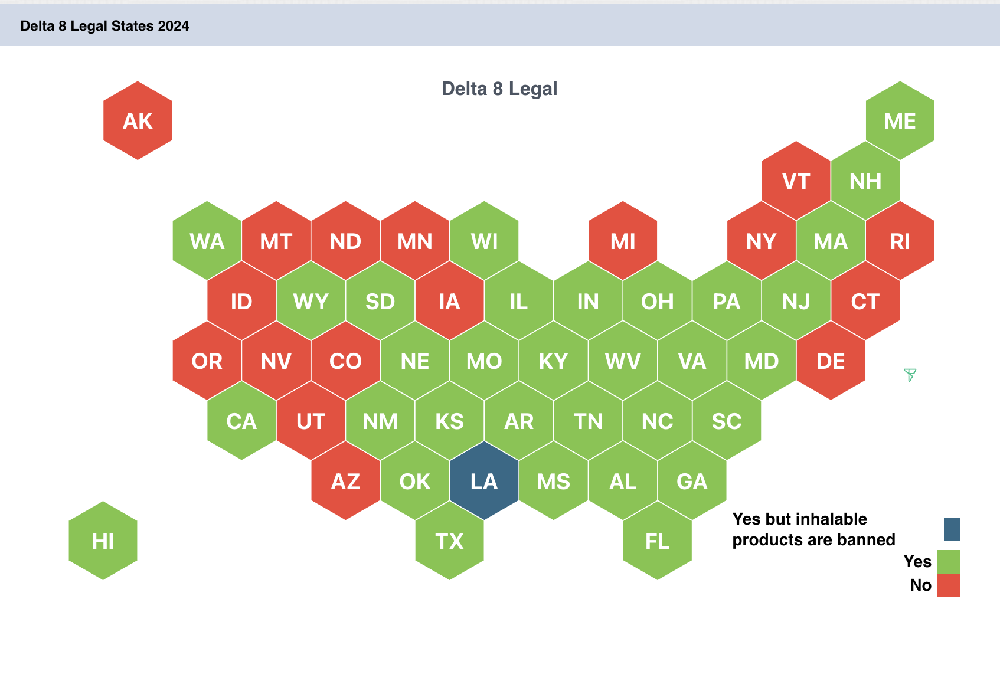 Delta 8 Legal States 2024
Delta 8 Legal
AK
ME
VT NH
WA MT ND MN WI MI NY MA RI
ID WY SD IA IL IN OH PA NJ CT
OR NV CO NE MO KY WV VA MD DE
CA UT NM KS AR TN NC SC
AZ OK LA MS AL GA
HI TX FL
Yes but inhalable
products are banned
Yes
No